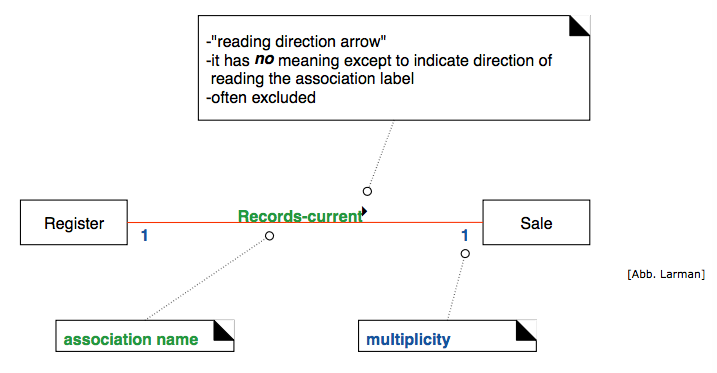 -"reading direction arrow"
-it has no meaning except to indicate direction of
reading the association label
-often excluded
Register
Records-current
Sale
1
1
[Abb. Larman]
association name
multiplicity